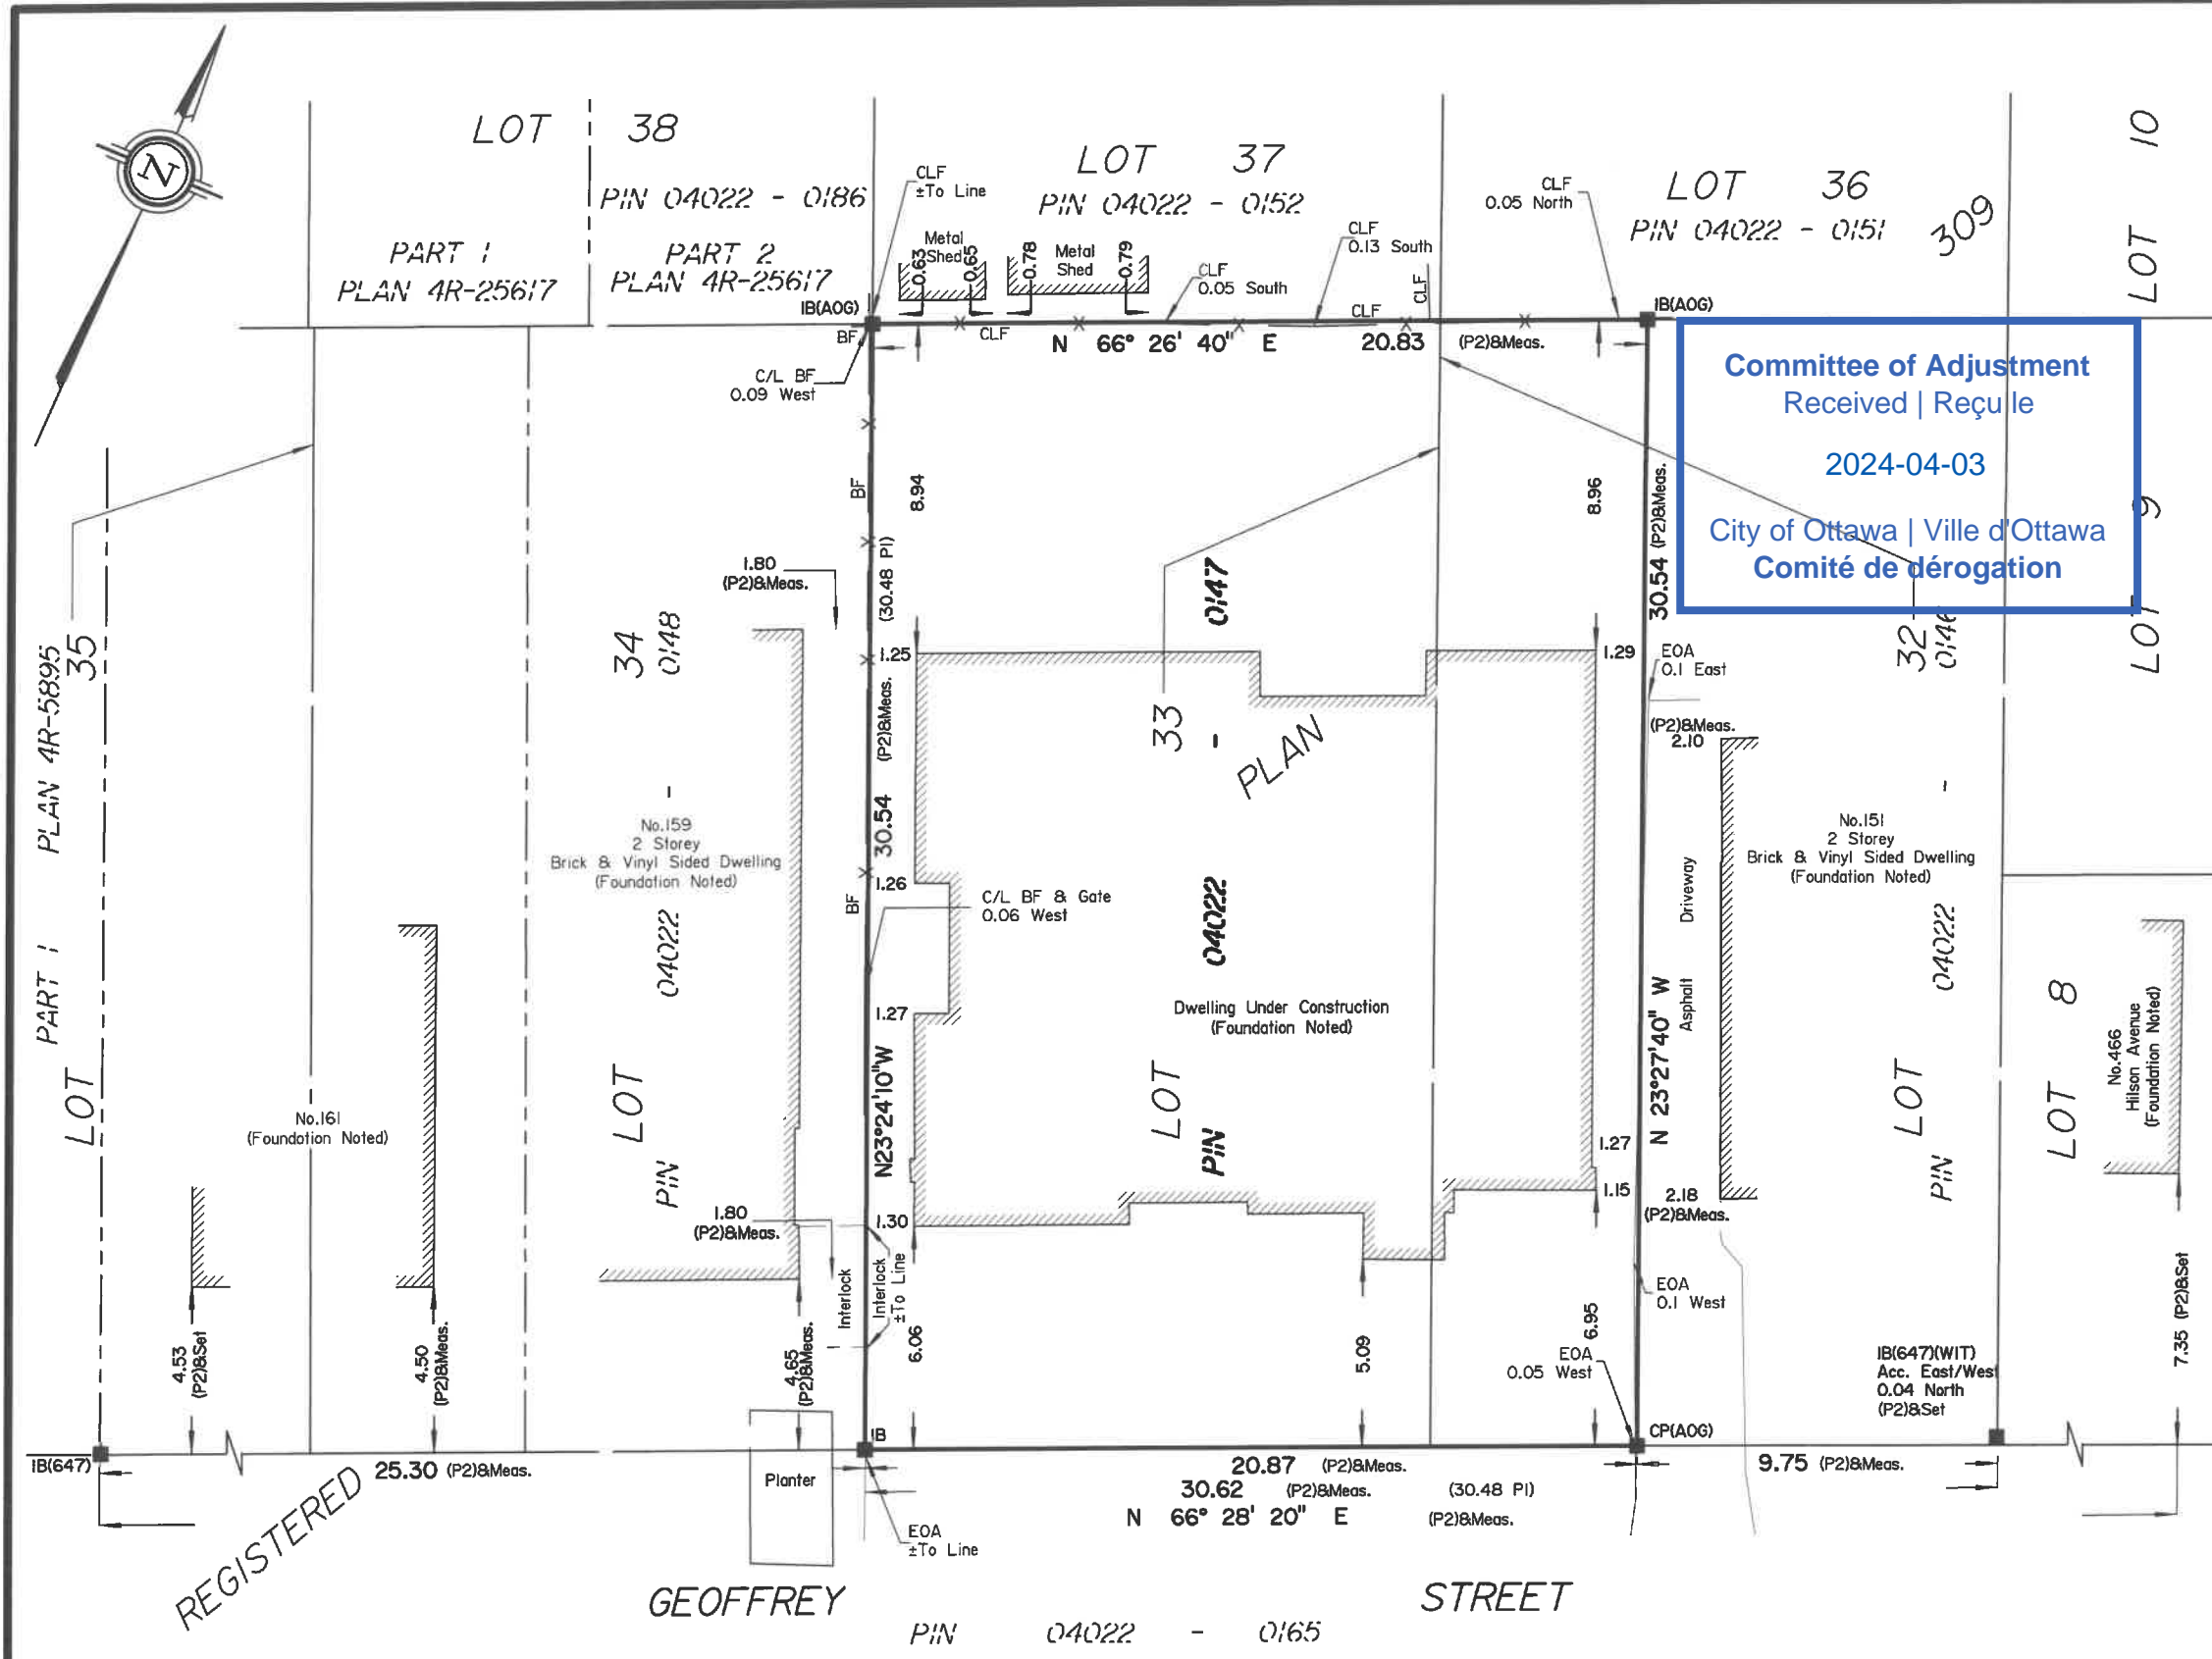 N
LOT 38
PIN 04022 - 0186
PART 1
PLAN 4R-25617
PART 2
PLAN 4R-25617
CLF
±To Line
LOT 37
PIN 04022 - 0152
CLF
0.05 North
LOT 36
PIN 04022 - 0151
309
LOT 10
Metal
Shed
0.63
0.65
Metal
Shed
0.78
0.79
CLF
0.13 South
CLF
0.05 South
CLF
CLF
CLF
IB(AOG)
IB(AOG)
BF
N 66° 26' 40" E 20.83 (P2)&Meas.
C/L BF
0.09 West
Committee of Adjustment
Received | Reçu le
2024-04-03
City of Ottawa | Ville d'Ottawa
Comité de dérogation
LOT 9
BF
8.94
8.96
(30.48 P1)
30.54 (P2)&Meas.
1.80
(P2)&Meas.
0147
35
PART 1 PLAN 4R-5895
LOT
34
0148
1.25
1.29
EOA
0.1 East
32
0146
(P2)&Meas.
33
-
PLAN
(P2)&Meas.
2.10
-
-
No.159
2 Storey
Brick & Vinyl Sided Dwelling
(Foundation Noted)
30.54
No.151
2 Storey
Brick & Vinyl Sided Dwelling
(Foundation Noted)
1.26
BF
C/L BF & Gate
0.06 West
04022
04022
Asphalt Driveway
04022
1.27
Dwelling Under Construction
(Foundation Noted)
N23°24'10"W
N 23°27'40" W
LOT 8
No.466
Hilson Avenue
(Foundation Noted)
No.161
(Foundation Noted)
LOT
PIN
LOT
PIN
LOT
PIN
1.27
1.15
2.18
(P2)&Meas.
1.80
(P2)&Meas.
1.30
Interlock
Interlock
±To Line
4.53
(P2)&Set
4.50
(P2)&Meas.
4.65
(P2)&Meas.
6.06
5.09
6.95
EOA
0.1 West
EOA
0.05 West
IB(647)(WIT)
Acc. East/West
0.04 North
(P2)&Set
7.35 (P2)&Set
IB(647)
IB
CP(AOG)
25.30 (P2)&Meas.
Planter
20.87 (P2)&Meas.
9.75 (P2)&Meas.
30.62 (P2)&Meas. (30.48 P1)
N 66° 28' 20" E (P2)&Meas.
EOA
±To Line
REGISTERED
GEOFFREY STREET
PIN 04022 - 0165